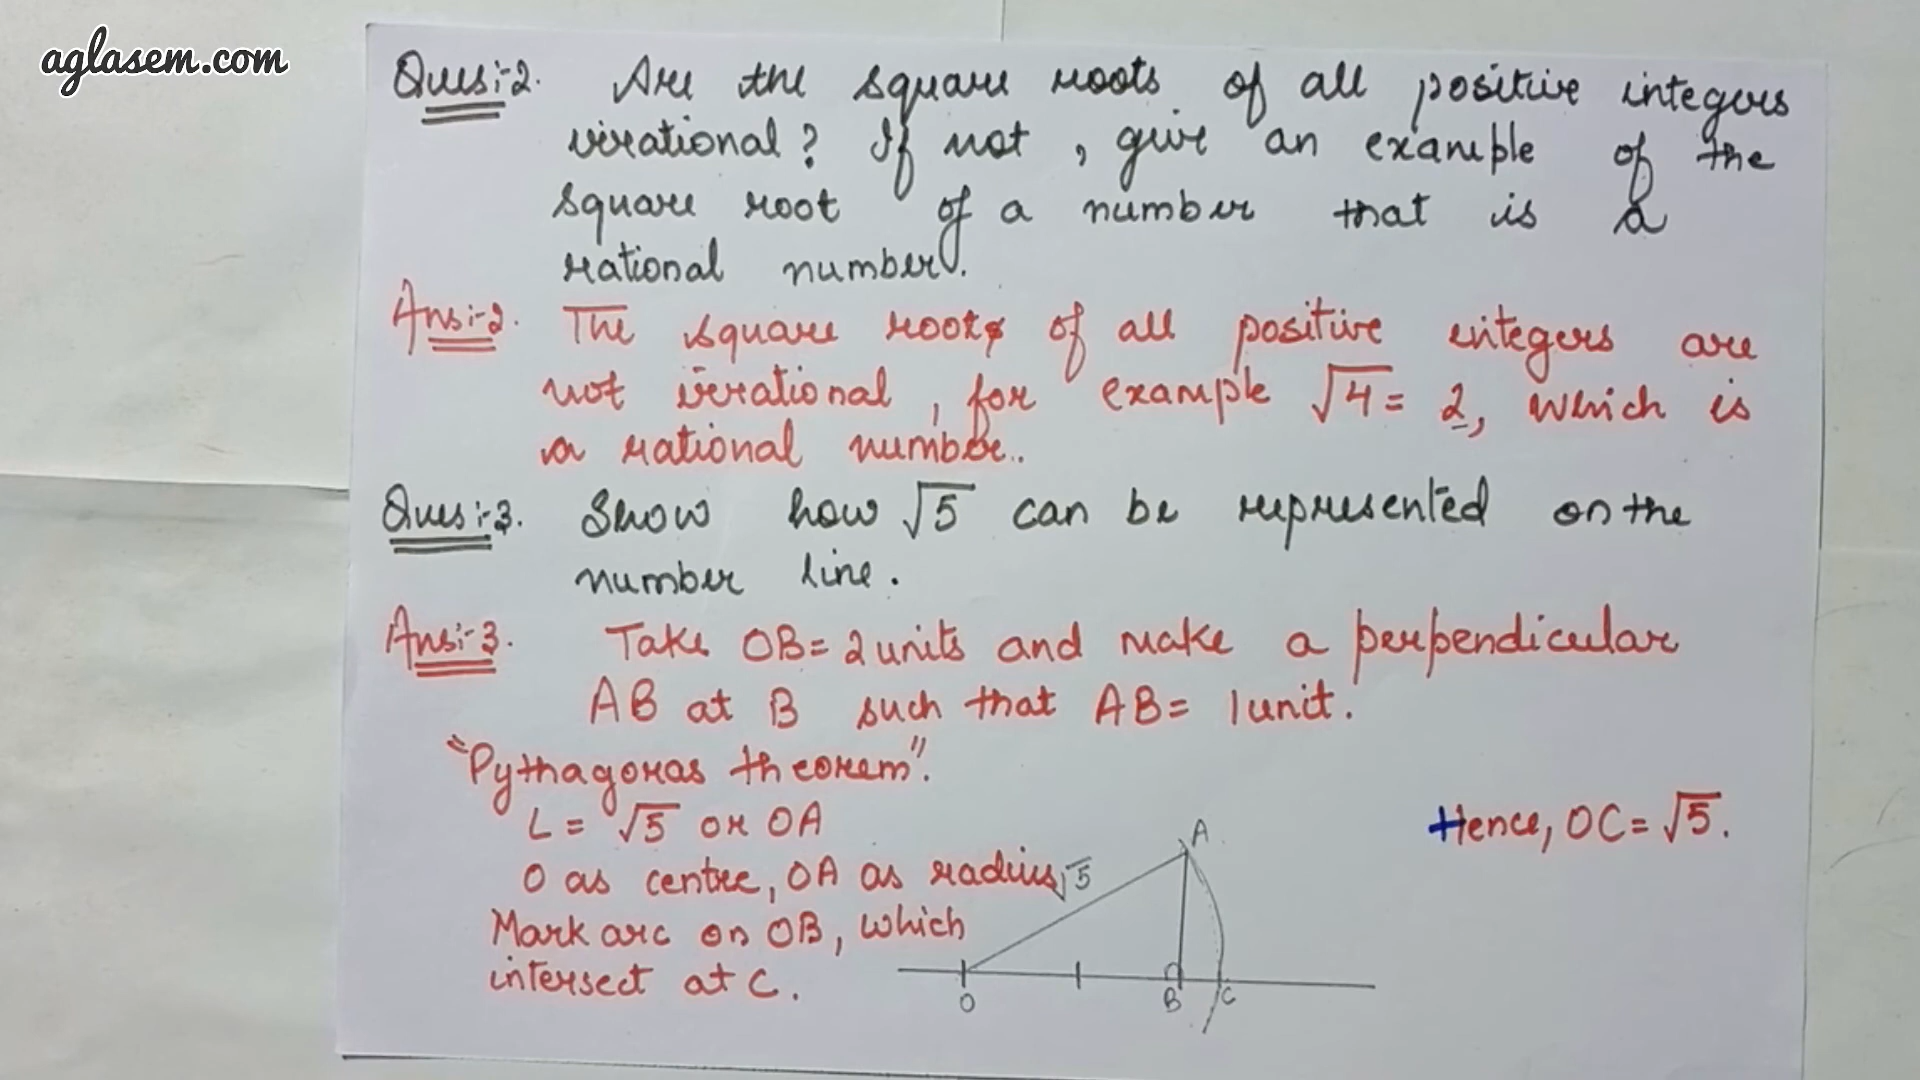 aglasem.com
Ques:-2. Are the square roots of all positive integers
irrational? If not, give an example of the
square root of a number that is a
rational number.
Ans:-2. The square roots of all positive integers are
not irrational, for example √4 = 2, which is
a rational number.
Ques:-3. Show how √5 can be represented on the
number line.
Ans:-3. Take OB = 2 units and make a perpendicular
AB at B such that AB = 1 unit.
"Pythagoras theorem".
L = √5 or OA
O as centre, OA as radius,
Mark arc on OB, which
intersect at C.
Hence, OC = √5.
A
√5
O
B
C